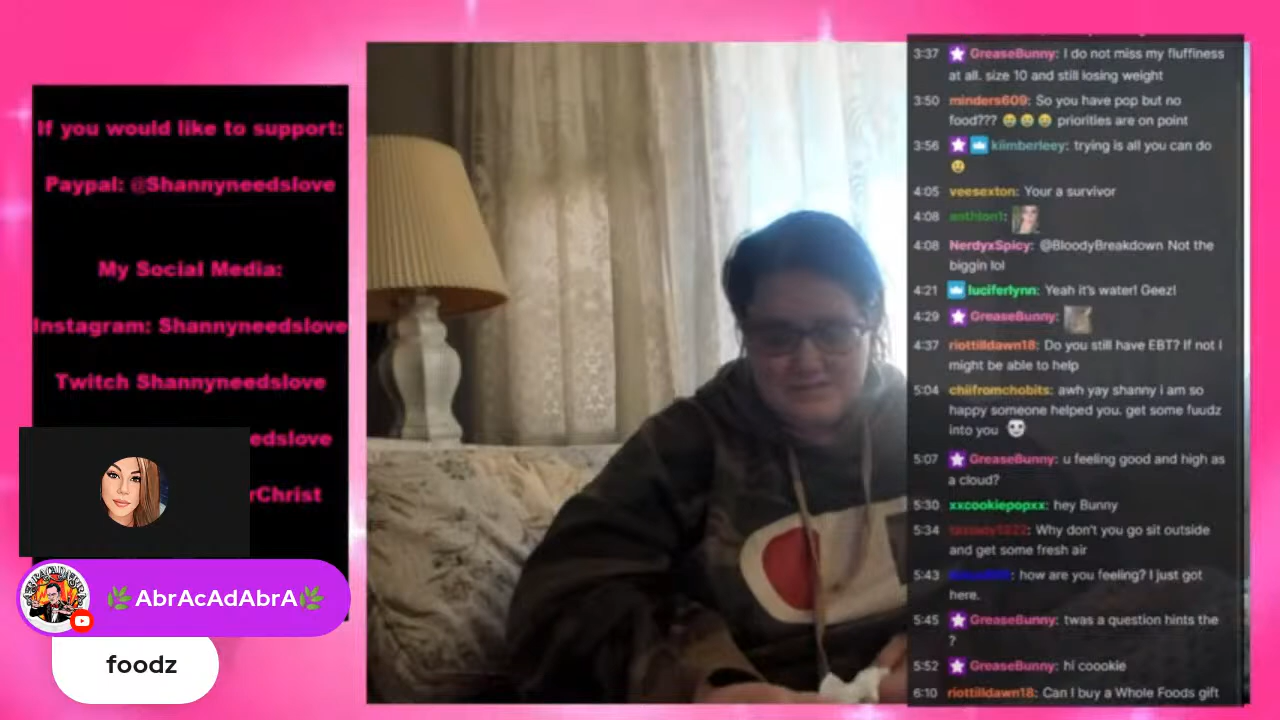 If you would like to support:
Paypal: @Shannyneedslove
My Social Media:
Instagram: Shannyneedslove
Twitch Shannyneedslove
edslove
rChrist
🌿AbrAcAdAbrA🌿
foodz
3:37 GreaseBunny: I do not miss my fluffiness
at all. size 10 and still losing weight
3:50 minders609: So you have pop but no
food??? 😂 😂 😂 priorities are on point
3:56 kiimberleey: trying is all you can do
4:05 veesexton: Your a survivor
4:08 anthlon1:
4:08 NerdyxSpicy: @BloodyBreakdown Not the
biggin lol
4:21 luciferlynn: Yeah it's water! Geez!
4:29 GreaseBunny:
4:37 riottilldawn18: Do you still have EBT? If not I
might be able to help
5:04 chiifromchobits: awh yay shanny i am so
happy someone helped you. get some fuudz
into you
5:07 GreaseBunny: u feeling good and high as
a cloud?
5:30 xxcookiepopxx: hey Bunny
5:34 Why don't you go sit outside
and get some fresh air
5:43 : how are you feeling? I just got
here.
5:45 GreaseBunny: twas a question hints the
?
5:52 GreaseBunny: hi coookie
6:10 riottilldawn18: Can I buy a Whole Foods gift